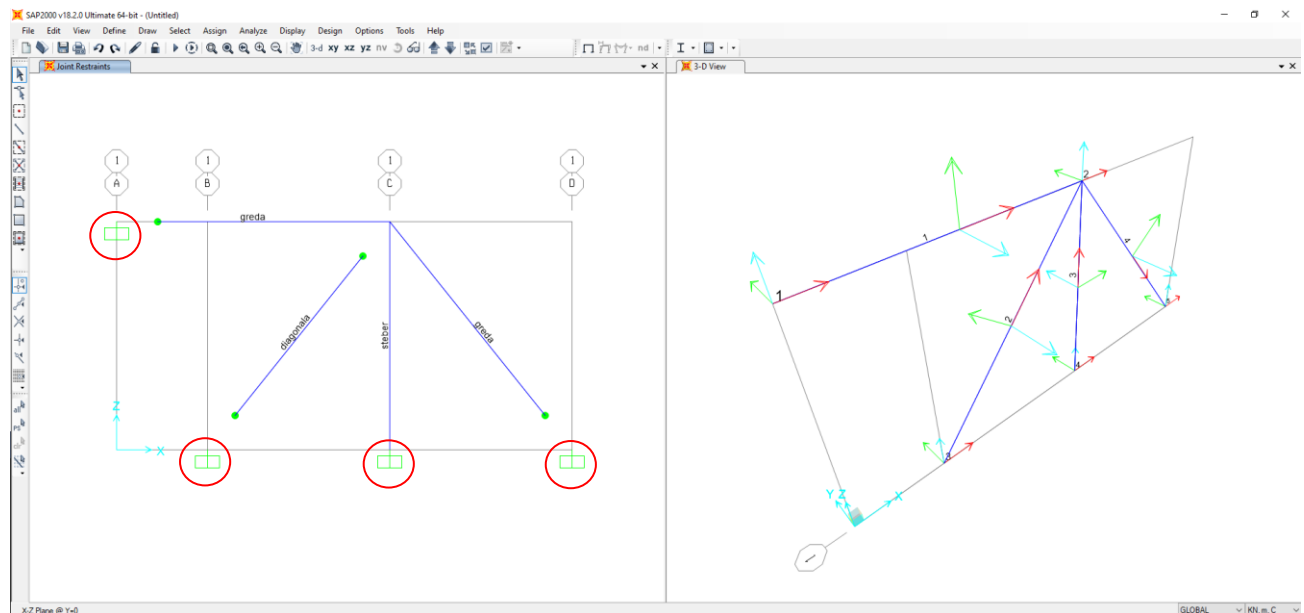 SAP2000 v18.2.0 Ultimate 64-bit - (Untitled)
File Edit View Define Draw Select Assign Analyze Display Design Options Tools Help
3-d xy xz yz nv
nd
Joint Restraints
3-D View
1 1 1 1
A B C D
greda
diagonala
steber
greda
Z
X
1
2
1
2
3
4
3
4
Y Z X
X-Z Plane @ Y=0
GLOBAL
KN, m, C